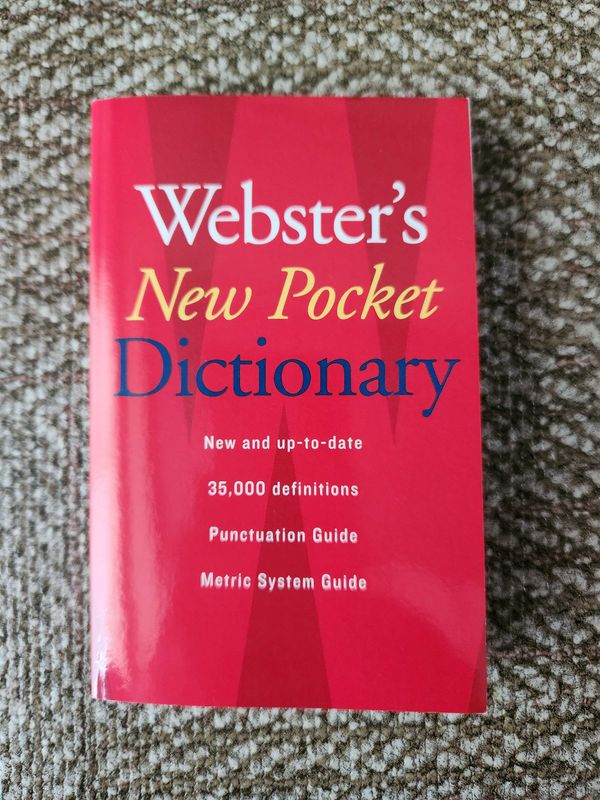 Webster's
New Pocket
Dictionary
New and up-to-date
35,000 definitions
Punctuation Guide
Metric System Guide